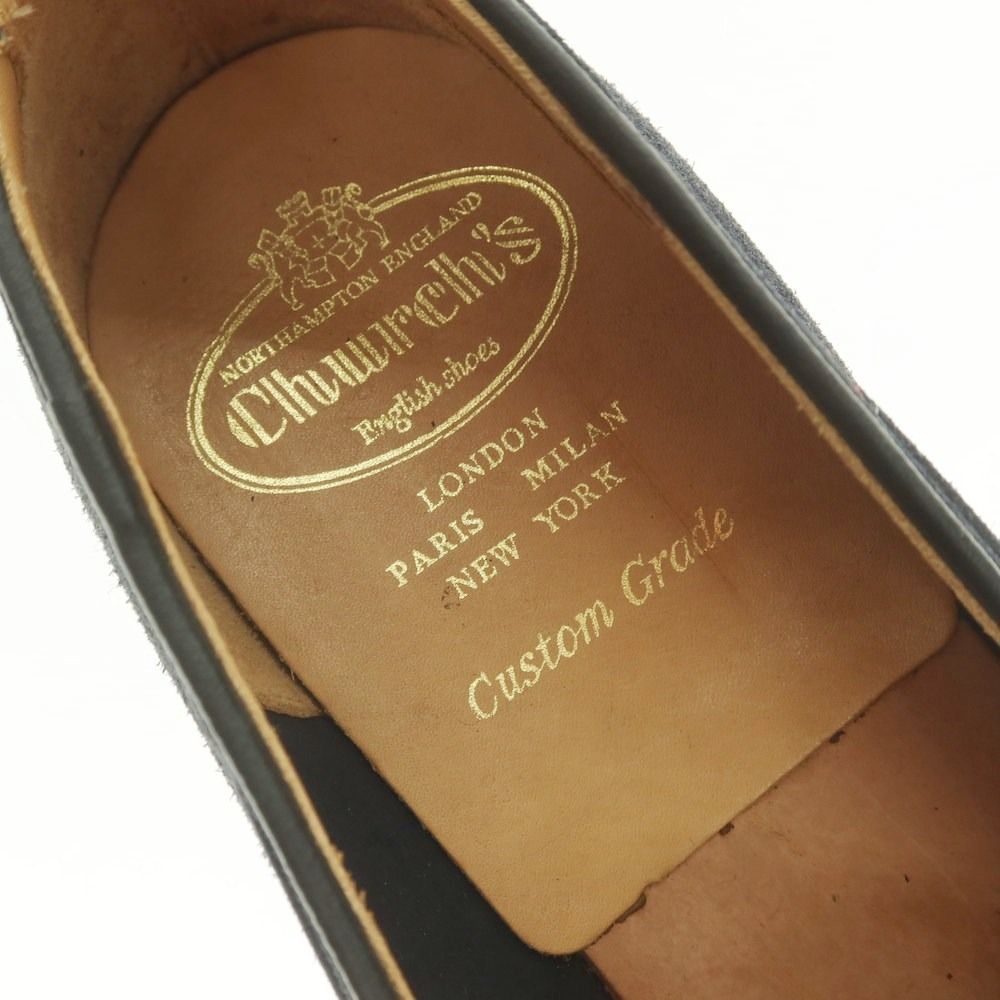 NORTHAMPTON ENGLAND
Church's
English shoes
LONDON
PARIS MILAN
NEW YORK
Custom Grade